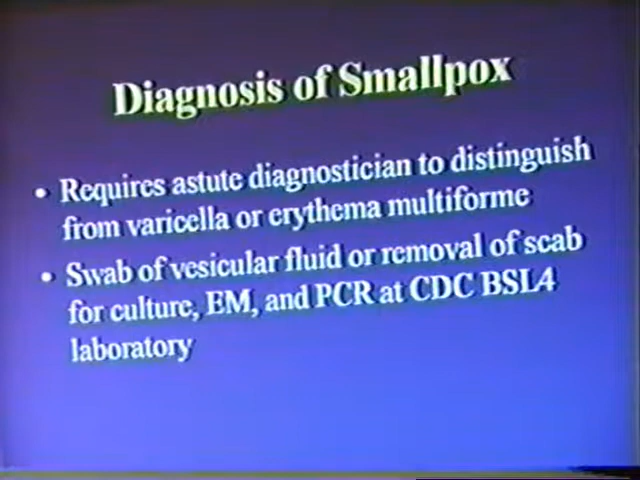 Diagnosis of Smallpox
• Requires astute diagnostician to distinguish
from varicella or erythema multiforme
• Swab of vesicular fluid or removal of scab
for culture, EM, and PCR at CDC BSL4
laboratory